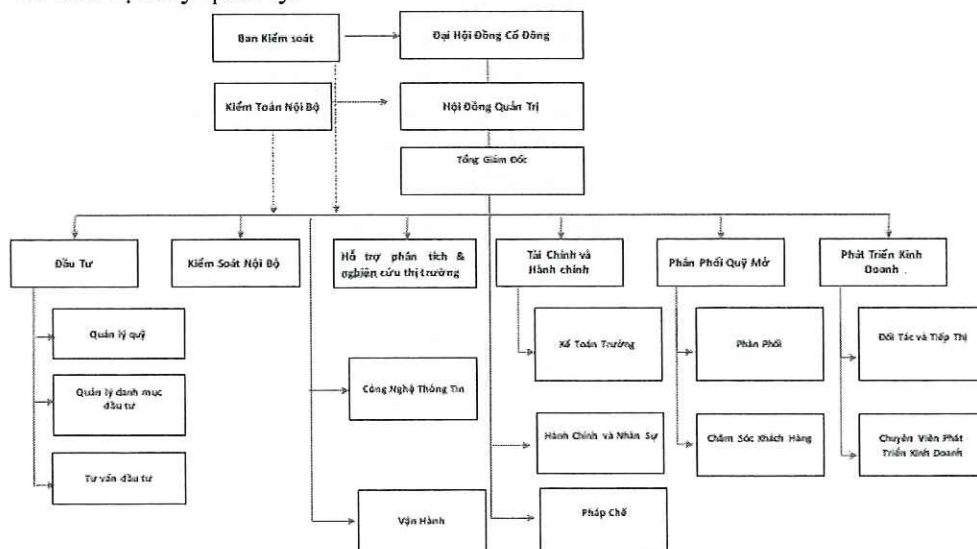 Ban Kiểm soát
Đại Hội Đồng Cổ Đông
Kiểm Toán Nội Bộ
Hội Đồng Quản Trị
Tổng Giám Đốc
Đầu Tư
Kiểm Soát Nội Bộ
Hỗ trợ phân tích &
nghiên cứu thị trường
Tài Chính và
Hành chính
Phân Phối Quỹ Mở
Phát Triển Kinh
Doanh
Quản lý quỹ
Kế Toán Trưởng
Phân Phối
Đối Tác và Tiếp Thị
Quản lý danh mục
đầu tư
Công Nghệ Thông Tin
Hành Chính và Nhân Sự
Chăm Sóc Khách Hàng
Chuyên Viên Phát
Triển Kinh Doanh
Tư vấn đầu tư
Vận Hành
Pháp Chế